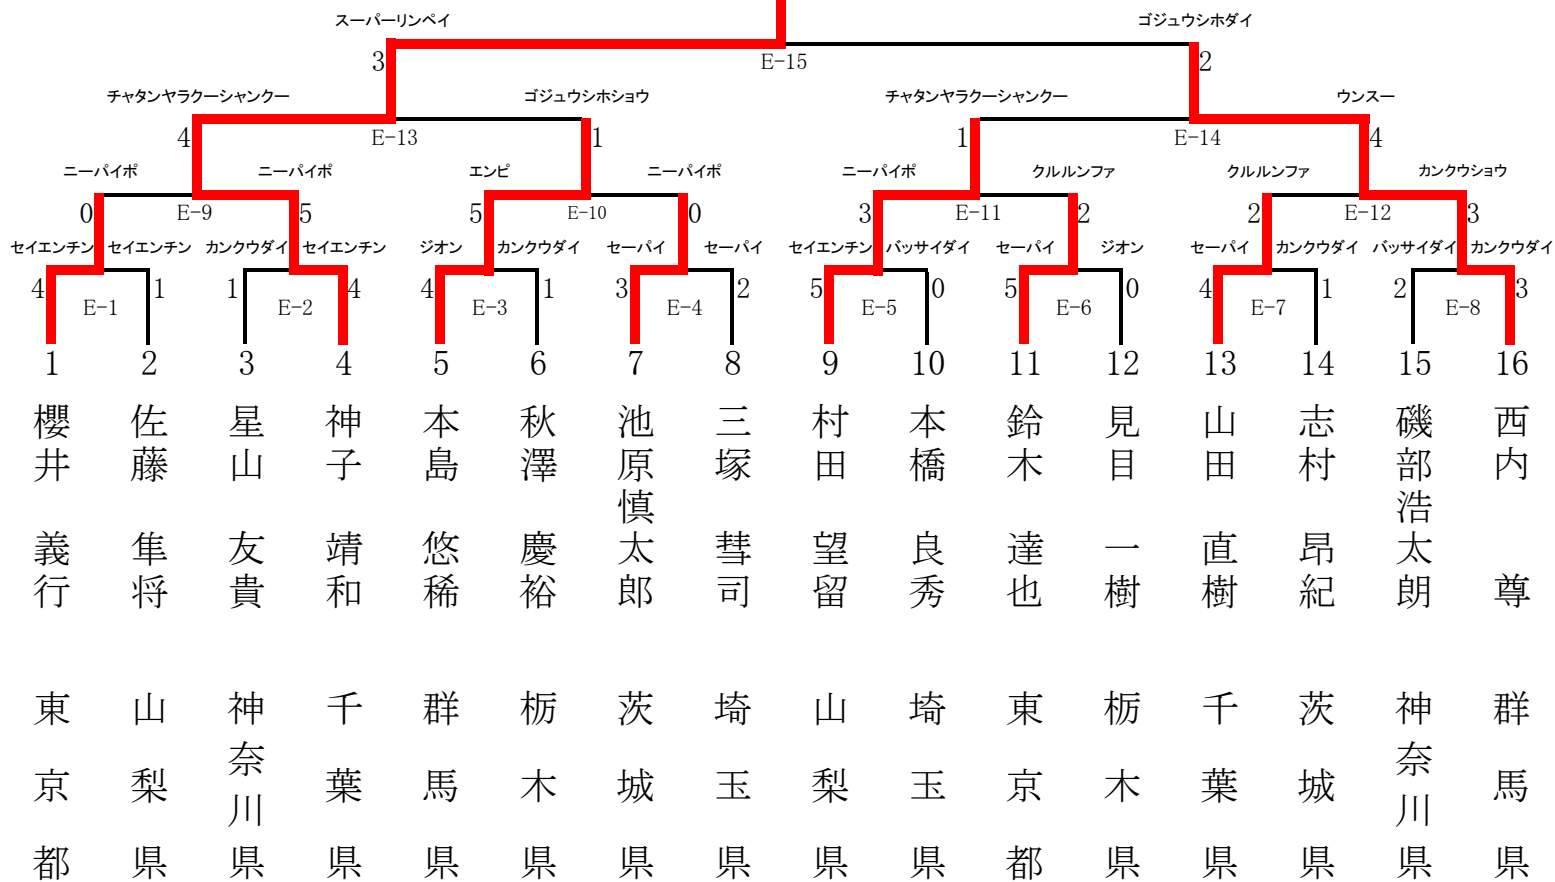 スーパーリンペイ ゴジュウシホダイ
3 E-15 2
チャタンヤラクーシャンクー ゴジュウシホショウ チャタンヤラクーシャンクー ウンスー
4 E-13 1 1 E-14 4
ニーパイポ ニーパイポ エンピ ニーパイポ ニーパイポ クルルンファ クルルンファ カンクウショウ
0 E-9 5 5 E-10 0 3 E-11 2 2 E-12 3
セイエンチン セイエンチン カンクウダイ セイエンチン ジオン カンクウダイ セーパイ セーパイ セイエンチン バッサイダイ セーパイ ジオン セーパイ カンクウダイ バッサイダイ カンクウダイ
4 E-1 1 1 E-2 4 4 E-3 1 3 E-4 2 5 E-5 0 5 E-6 0 4 E-7 1 2 E-8 3
1 2 3 4 5 6 7 8 9 10 11 12 13 14 15 16
櫻井 義行
佐藤 隼将
星山 友貴
神子 靖和
本島 悠稀
秋澤 慶裕
池原慎太郎
三塚 彗司
村田 望留
本橋 良秀
鈴木 達也
見目 一樹
山田 直樹
志村 昂紀
磯部浩太朗
西内 尊
東京都
山梨県
神奈川県
千葉県
群馬県
栃木県
茨城県
埼玉県
山梨県
埼玉県
東京都
栃木県
千葉県
茨城県
神奈川県
群馬県